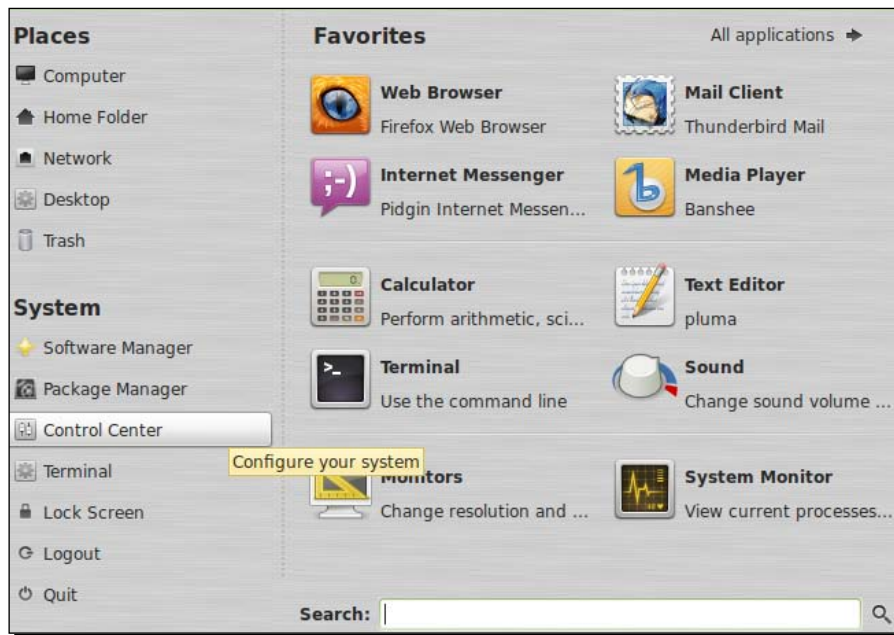 Places
Computer
Home Folder
Network
Desktop
Trash
System
Software Manager
Package Manager
Control Center
Configure your system
Terminal
Lock Screen
Logout
Quit
Favorites
All applications
Web Browser
Firefox Web Browser
Mail Client
Thunderbird Mail
;-)
Internet Messenger
Pidgin Internet Messen...
Media Player
Banshee
0.
Calculator
Perform arithmetic, sci...
Text Editor
pluma
>_
Terminal
Use the command line
Sound
Change sound volume ...
Monitors
Change resolution and ...
System Monitor
View current processes...
Search: